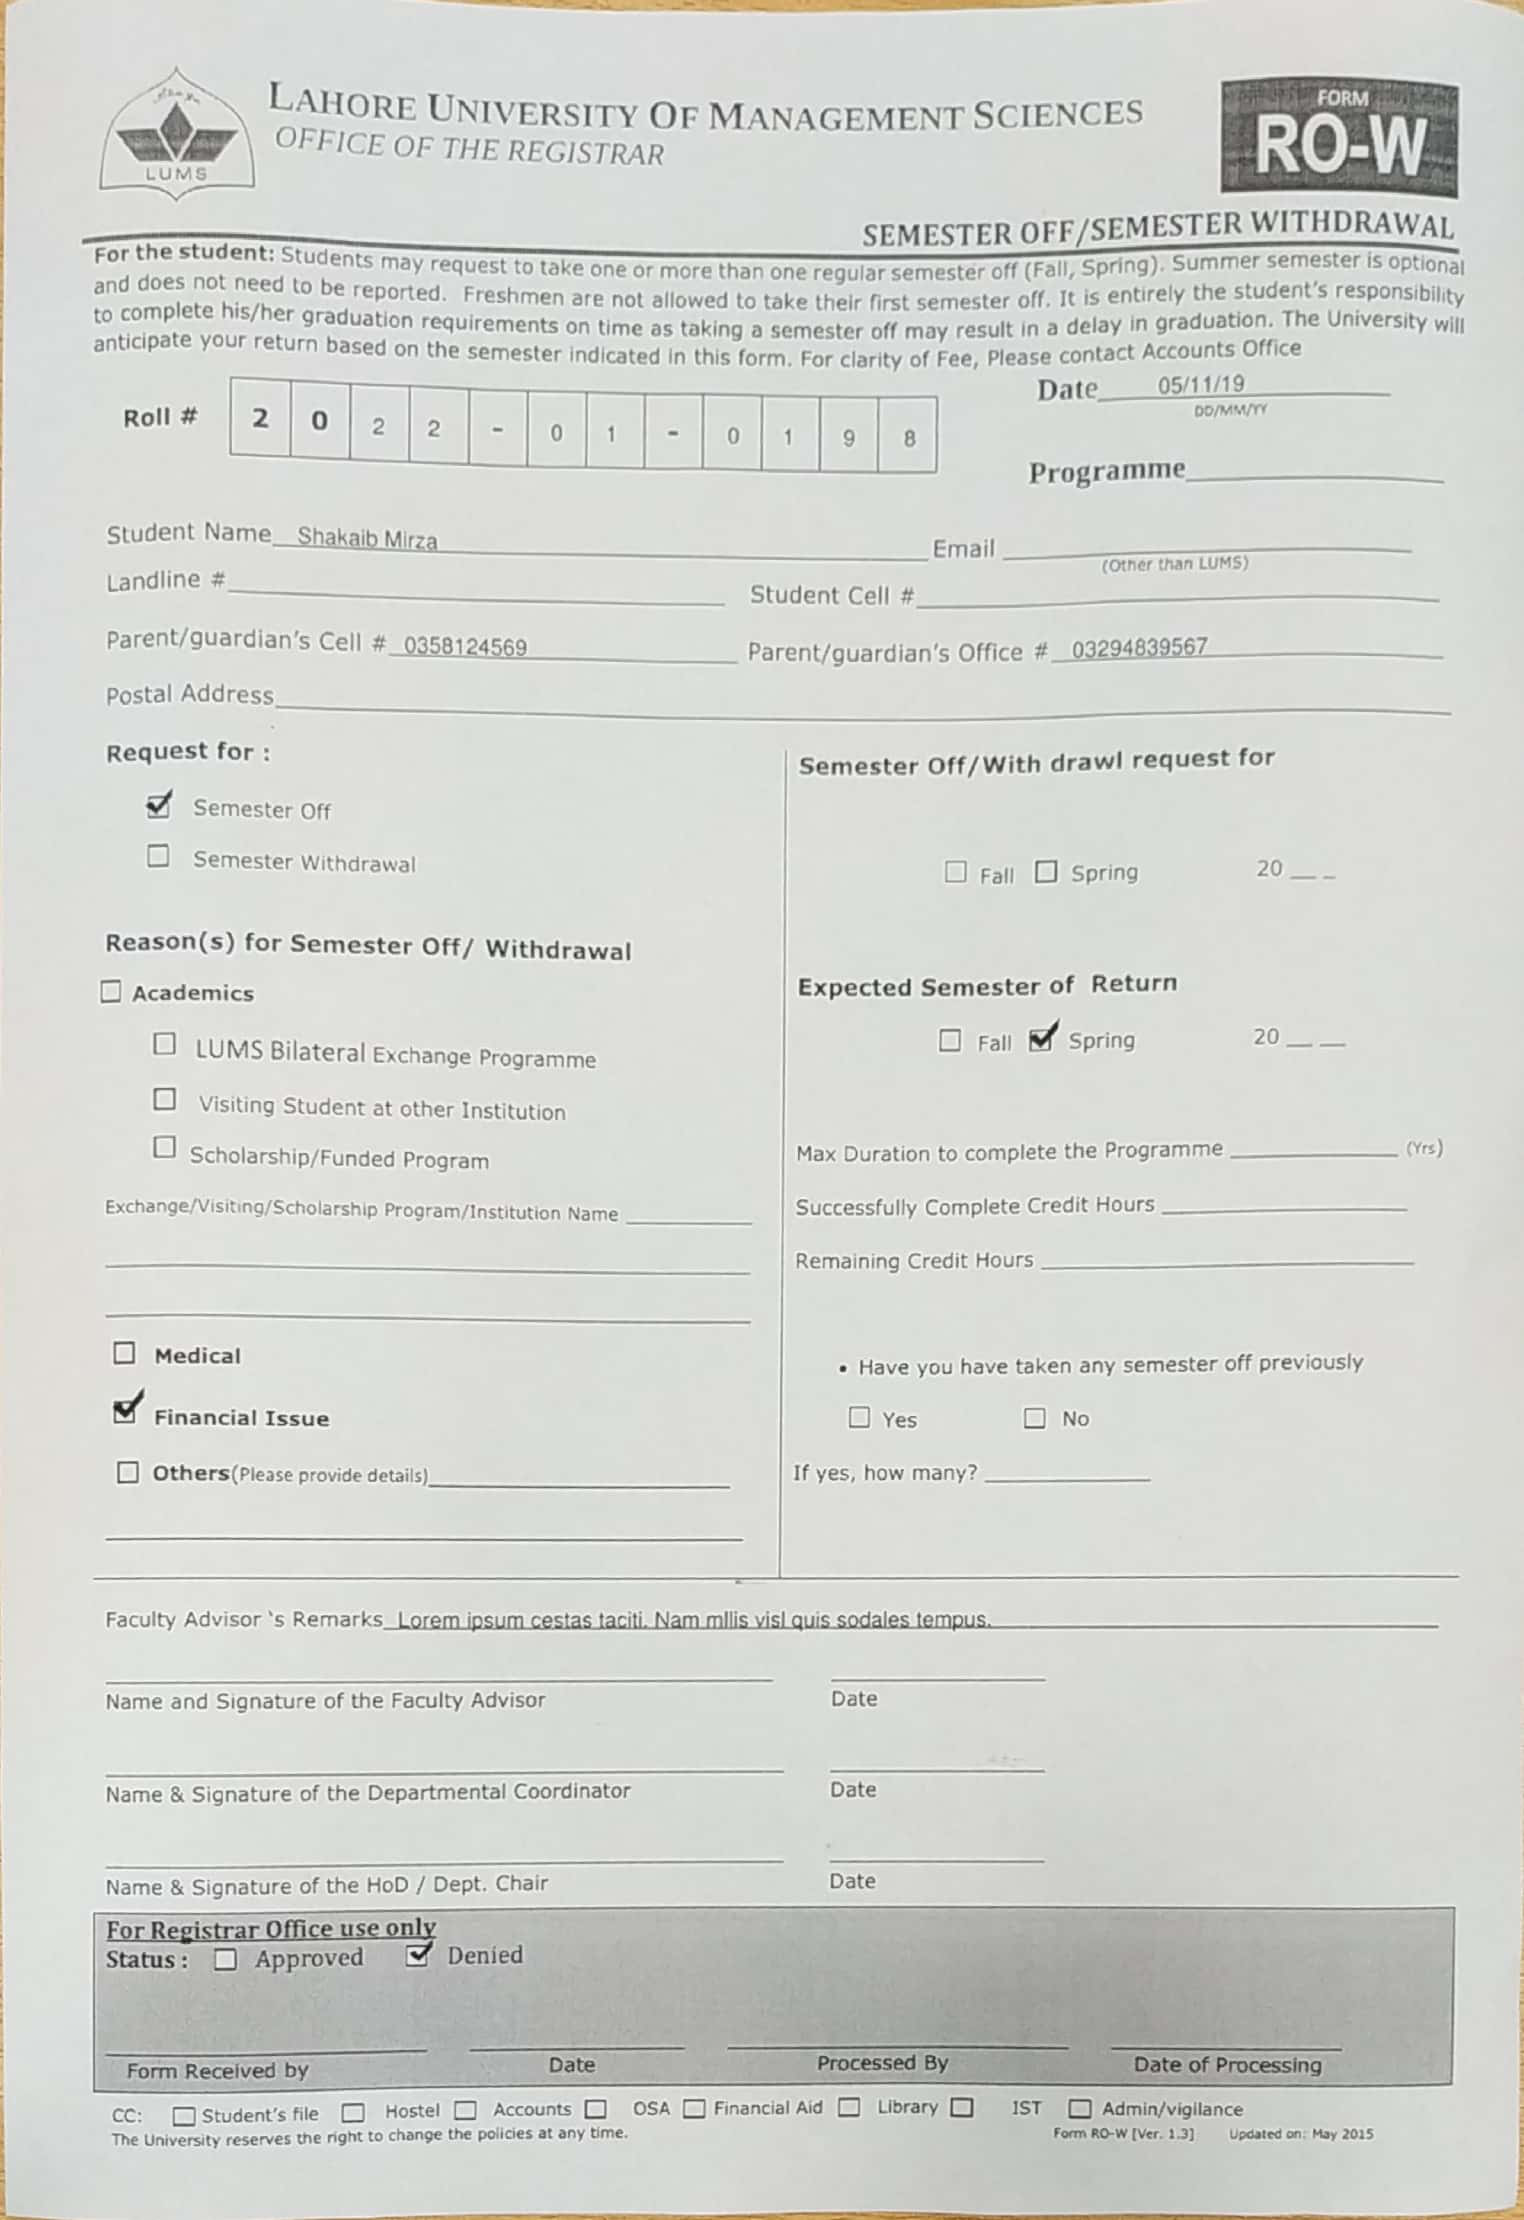 LUMS
LAHORE UNIVERSITY OF MANAGEMENT SCIENCES
OFFICE OF THE REGISTRAR
FORM
RO-W
SEMESTER OFF/SEMESTER WITHDRAWAL
For the student: Students may request to take one or more than one regular semester off (Fall, Spring). Summer semester is optional
and does not need to be reported. Freshmen are not allowed to take their first semester off. It is entirely the student's responsibility
to complete his/her graduation requirements on time as taking a semester off may result in a delay in graduation. The University will
anticipate your return based on the semester indicated in this form. For clarity of Fee, Please contact Accounts Office
Date 05/11/19
DD/MM/YY
Roll # 2 0 2 2 - 0 1 - 0 1 9 8
Programme
Student Name Shakaib Mirza Email
(Other than LUMS)
Landline # Student Cell #
Parent/guardian's Cell # 0358124569 Parent/guardian's Office # 03294839567
Postal Address
Request for :
Semester Off
Semester Withdrawal
Reason(s) for Semester Off/ Withdrawal
Academics
LUMS Bilateral Exchange Programme
Visiting Student at other Institution
Scholarship/Funded Program
Exchange/Visiting/Scholarship Program/Institution Name
Medical
Financial Issue
Others(Please provide details)
Semester Off/With drawl request for
Fall Spring 20 __ _
Expected Semester of Return
Fall Spring 20 __ __
Max Duration to complete the Programme (Yrs)
Successfully Complete Credit Hours
Remaining Credit Hours
• Have you have taken any semester off previously
Yes No
If yes, how many?
Faculty Advisor 's Remarks Lorem ipsum cestas taciti. Nam mllis visl quis sodales tempus.
Name and Signature of the Faculty Advisor Date
Name & Signature of the Departmental Coordinator Date
Name & Signature of the HoD / Dept. Chair Date
For Registrar Office use only
Status : Approved Denied
Form Received by Date Processed By Date of Processing
CC: Student's file Hostel Accounts OSA Financial Aid Library IST Admin/vigilance
The University reserves the right to change the policies at any time. Form RO-W [Ver. 1.3] Updated on: May 2015